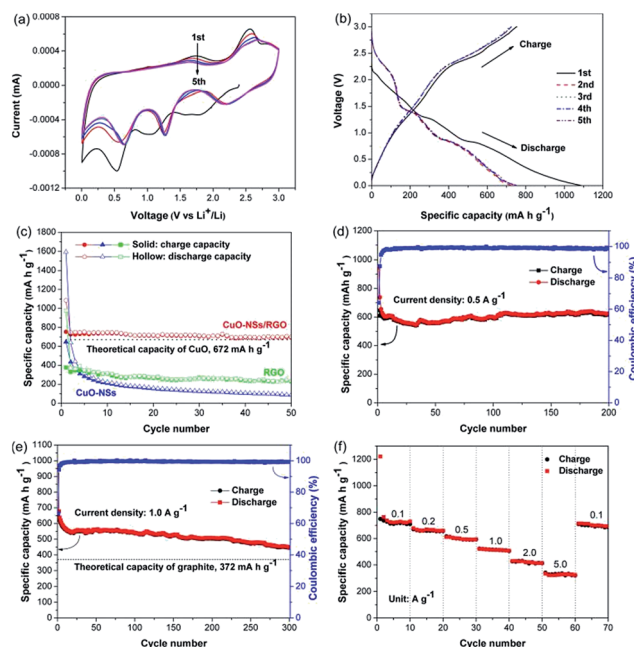 (a)
0.0008
0.0004
0.0000
-0.0004
-0.0008
-0.0012
Current (mA)
1st
5th
0.0 0.5 1.0 1.5 2.0 2.5 3.0
Voltage (V vs Li+/Li)
(b)
3.5
3.0
2.5
2.0
1.5
1.0
0.5
0.0
Voltage (V)
Charge
1st
2nd
3rd
4th
5th
Discharge
0 200 400 600 800 1000 1200
Specific capacity (mA h g-1)
(c)
1800
1600
1400
1200
1000
800
600
400
200
0
Specific capacity (mAh g-1)
Solid: charge capacity
Hollow: discharge capacity
CuO-NSs/RGO
Theoretical capacity of CuO, 672 mA h g-1
RGO
CuO-NSs
0 10 20 30 40 50
Cycle number
(d)
1200
1000
800
600
400
200
0
Specific capacity (mAh g-1)
Current density: 0.5 A g-1
Charge
Discharge
100
80
60
40
20
0
Coulombic efficiency (%)
0 25 50 75 100 125 150 175 200
Cycle number
(e)
1100
1000
900
800
700
600
500
400
300
200
100
0
Specific capacity (mA h g-1)
Charge
Discharge
Current density: 1.0 A g-1
Theoretical capacity of graphite, 372 mA h g-1
100
80
60
40
20
0
Coulombic efficiency (%)
0 50 100 150 200 250 300
Cycle number
(f)
1200
1000
800
600
400
200
0
Specific capacity (mA h g-1)
Charge
Discharge
0.1
0.2
0.5
1.0
2.0
5.0
0.1
Unit: A g-1
0 10 20 30 40 50 60 70
Cycle number